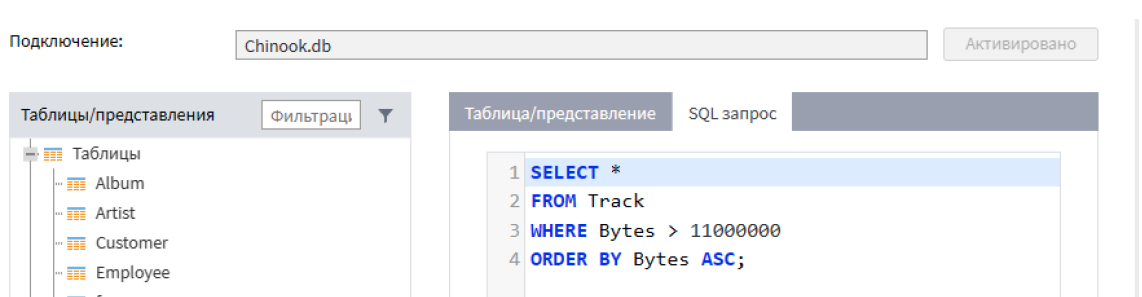 Подключение:
Chinook.db
Активировано
Таблицы/представления
Фильтраци
Таблица/представление
SQL запрос
Таблицы
Album
Artist
Customer
Employee
1 SELECT *
2 FROM Track
3 WHERE Bytes > 11000000
4 ORDER BY Bytes ASC;